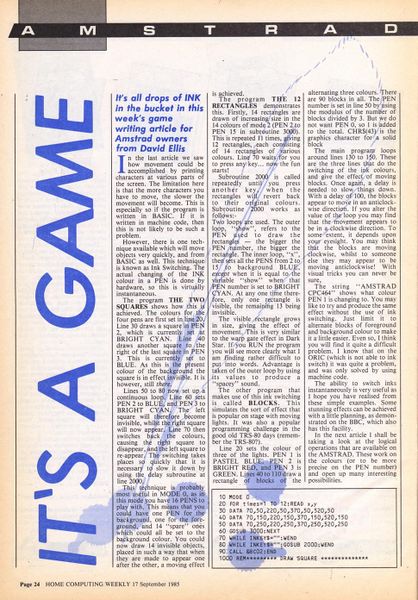 AMSTRAD
IT'S A GAME
It's all drops of INK
in the bucket in this
week's game
writing article for
Amstrad owners
from David Ellis
In the last article we saw
how movement could be
accomplished by printing
characters at various parts of
the screen. The limitation here
is that the more characters you
have to move, the slower the
movement will become. This is
especially so if the program is
written in BASIC. If it is
written in machine code, then
this is not likely to be such a
problem.
However, there is one tech-
nique available which will move
objects very quickly, and from
BASIC as well. This technique
is known as Ink Switching. The
actual changing of the INK
colour in a PEN is done by
hardware, so this is virtually
instantaneous.
The program THE TWO
SQUARES shows how this is
achieved. The colours for the
four pens are first set in line 20.
Line 30 draws a square in PEN
2, which is currently set at
BRIGHT CYAN. Line 40
draws another square to the
right of the last square in PEN
3. This is currently set to
BLUE. As this is the present
colour of the background the
square is in effect invisible. It is
however, still there.
Lines 50 to 80 now set up a
continuous loop. Line 60 sets
PEN 2 to BLUE and PEN 3 to
BRIGHT CYAN. The left
square will therefore become
invisible, whilst the right square
will now appear. Line 70 then
switches both the colours,
causing the right square to
disappear, and left square to
re-appear. The switching takes
place so quickly that it is
necessary to slow it down by
using the delay subroutine at
line 2000.
This technique is probably
most useful in MODE 0, as in
this mode you have 16 PENS to
play with. This means that you
could have one PEN for the
background, one for fore-
ground, and 14 "spare" ones
which could all be set to the
background colour. You could
now draw 14 invisible objects,
placed in such a way that when
they are made to appear one
after the other, a moving effect
is achieved.
The program THE 12
RECTANGLES demonstrates
this. Firstly, 14 rectangles are
drawn of increasing size in the
14 colours of mode 2 (PEN 2 to
PEN 15 in subroutine 3000).
This is repeated 11 times, giving
12 rectangles, each consisting
of 14 rectangles of various
colours. Line 70 waits for you
to press any key... now the fun
starts!
Subroutine 2000 is called
repeatedly until you press
another when the
rectangles will revert back
to their original colours.
Subroutine 2000 works as
follows:
Two loops are used. The outer
loop, "show", refers to the
PEN used to draw the
rectangle — the bigger the
PEN number, the bigger the
rectangle. The inner loop, "x",
then sets all the PENS from 2 to
15 to background BLUE,
except when it is equal to the
variable "show" when that
PEN number is set to BRIGHT
CYAN. At any one time there-
fore, only one rectangle is
visible, the remaining 13 being
invisible.
The visible rectangle grows
in size, giving the effect of
movement. (This is very similar
to the warp gate effect in Dark
Star. If you RUN the program
you will see more clearly what I
am finding rather difficult to
put into words. Advantage is
taken of the outer loop by using
its value to produce a
"spacey" sound.
The other program that
makes use of this ink switching
is called BLOCKS. This
simulates the sort of effect that
is popular on stage with moving
lights. It was also a popular
programming challenge in the
good old TRS-80 days (remem-
ber the TRS-80?).
Line 20 sets the colour of
three of the lights. PEN 1 is
PASTEL BLUE, PEN 2 is
BRIGHT RED, and PEN 3 is
GREEN. Lines 40 to 110 draw a
rectangle of blocks of the
alternating three colours. There
are 90 blocks in all. The PEN
number is set in line 50 by using
the modulus of the number of
blocks divided by 3. But we do
not want PEN 0, so 1 is added
to the total. CHR$(43) is the
graphics character for a solid
block
The main program loops
around lines 130 to 150. These
are the three lines that do the
switching of the ink colours,
and give the effect of moving
blocks. Once again, a delay is
needed to slow things down.
With a delay of 100, the blocks
appear to move in an anticlock-
wise direction. If you alter the
value of the loop you may find
that the movement appears to
be in a clockwise direction. To
some extent, it depends upon
your eyesight. You may think
that the blocks are moving
clockwise, whilst to someone
else they may appear to be
moving anticlockwise! With
visual tricks you can never be
sure.
The string "AMSTRAD
CPC464" shows what colour
PEN 1 is changing to. You may
like to try and produce the same
effect without the use of ink
switching. Just limit it to
alternate blocks of foreground
and background colour to make
it a little easier. Even so, I think
you will find it quite a difficult
problem. I know that on the
ORIC (which is not able to ink
switch) it was quite a problem,
and was only solved by using
machine code.
The ability to switch inks
instantaneously is very useful as
I hope you have realised from
these simple examples. Some
stunning effects can be achieved
with a little planning, as demon-
strated on the BBC, which also
has this facility.
In the next article I shall be
taking a look at the logical
operations that are available on
the AMSTRAD. These work on
the colours (or to be more
precise on the PEN number)
and open up many interesting
possibilities.
10 MODE 0
20 FOR times=1 TO 12:READ x,y
30 DATA 70,50,220,50,370,50,520,50
40 DATA 70,150,220,150,370,150,520,150
50 DATA 70,250,220,250,370,250,520,250
60 GOSUB 3000:NEXT
70 WHILE INKEY$="":WEND
80 WHILE INKEY$="":GOSUB 2000:WEND
90 CALL &BC02:END
1000 REM********* DRAW SQUARE **************
Page 24 HOME COMPUTING WEEKLY 17 September 1985